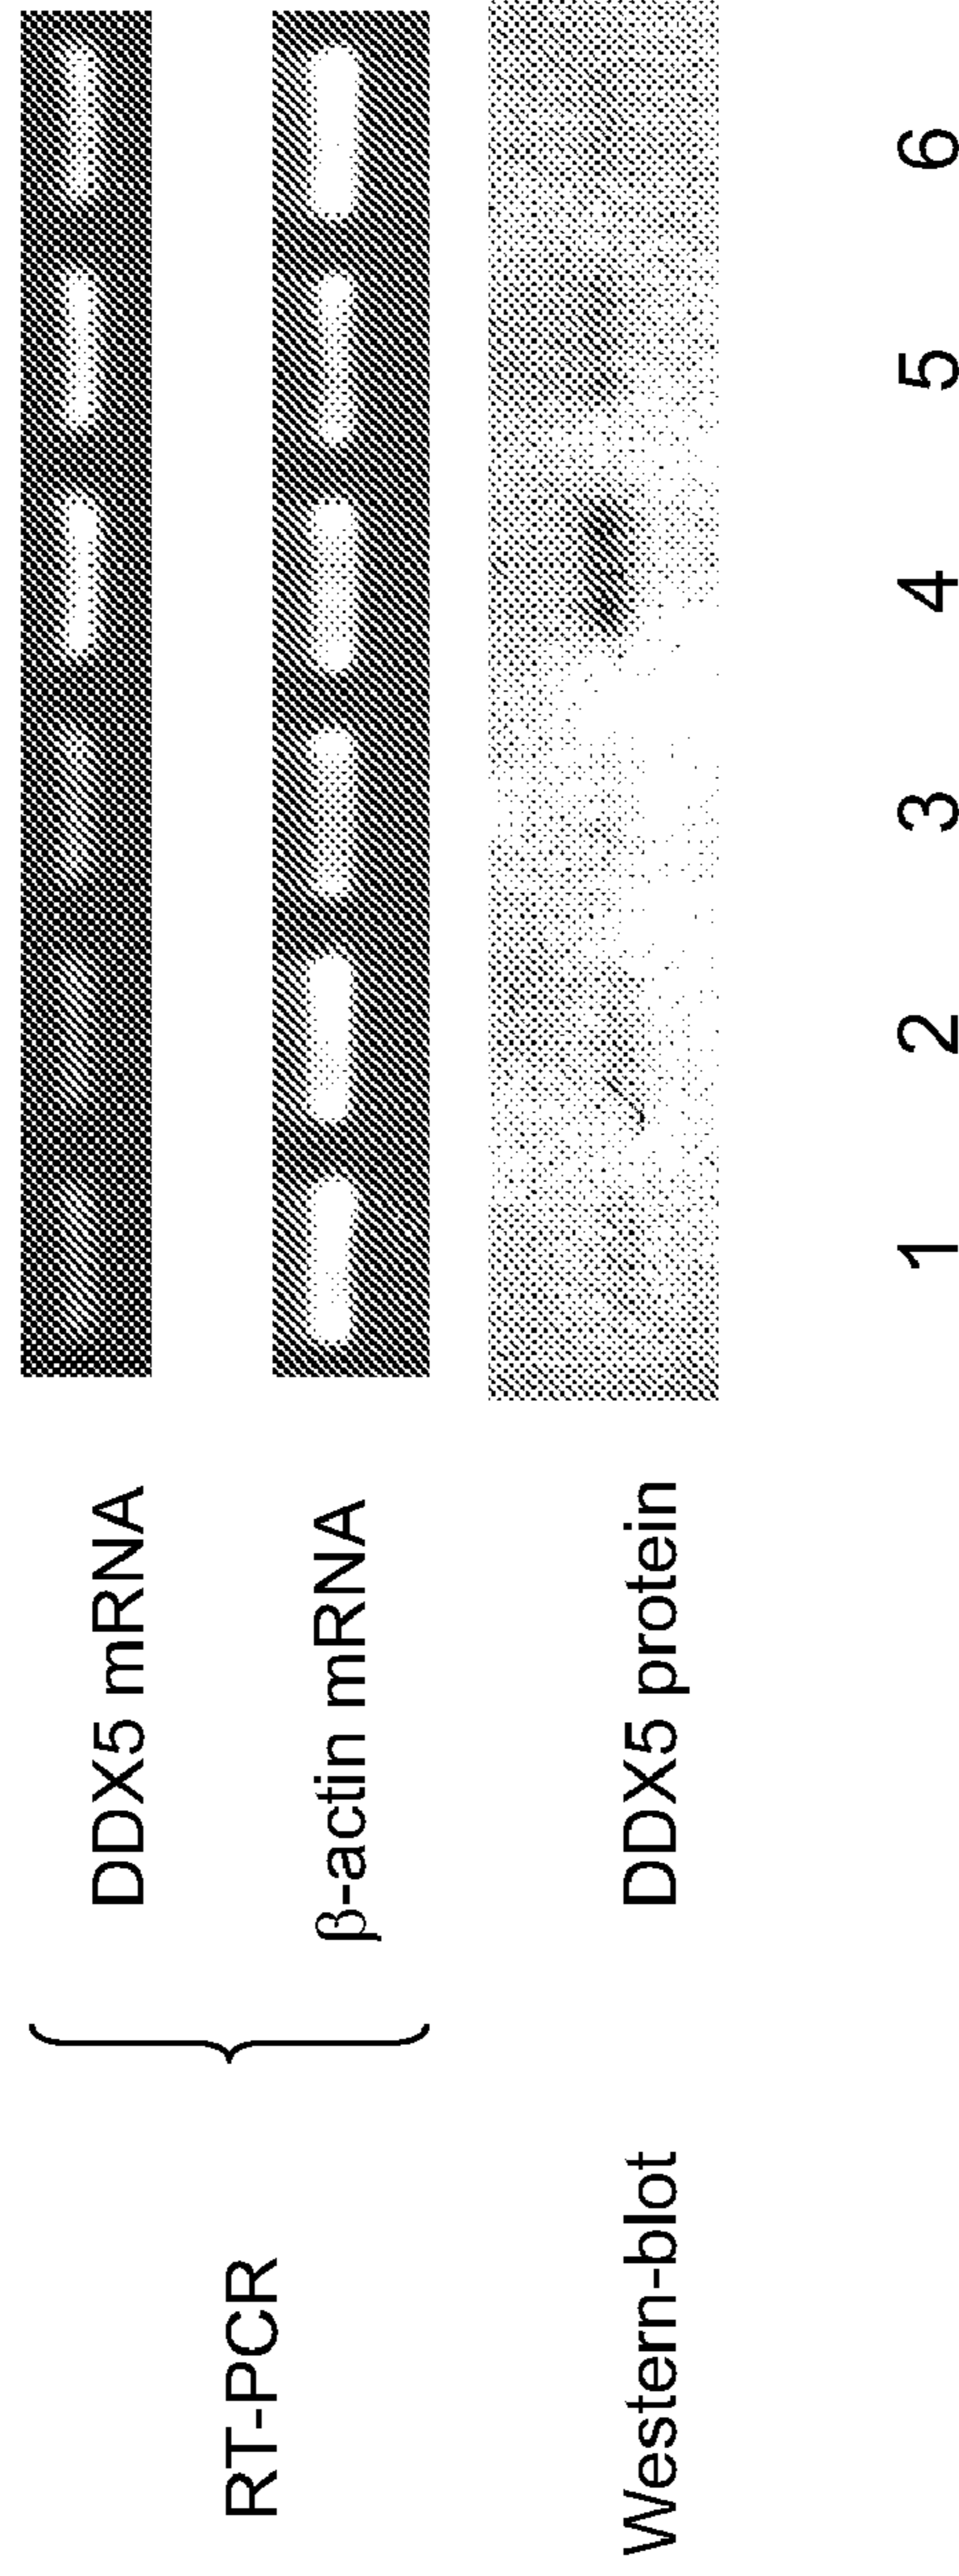 RT-PCR
DDX5 mRNA
β-actin mRNA
Western-blot
DDX5 protein
1 2 3 4 5 6